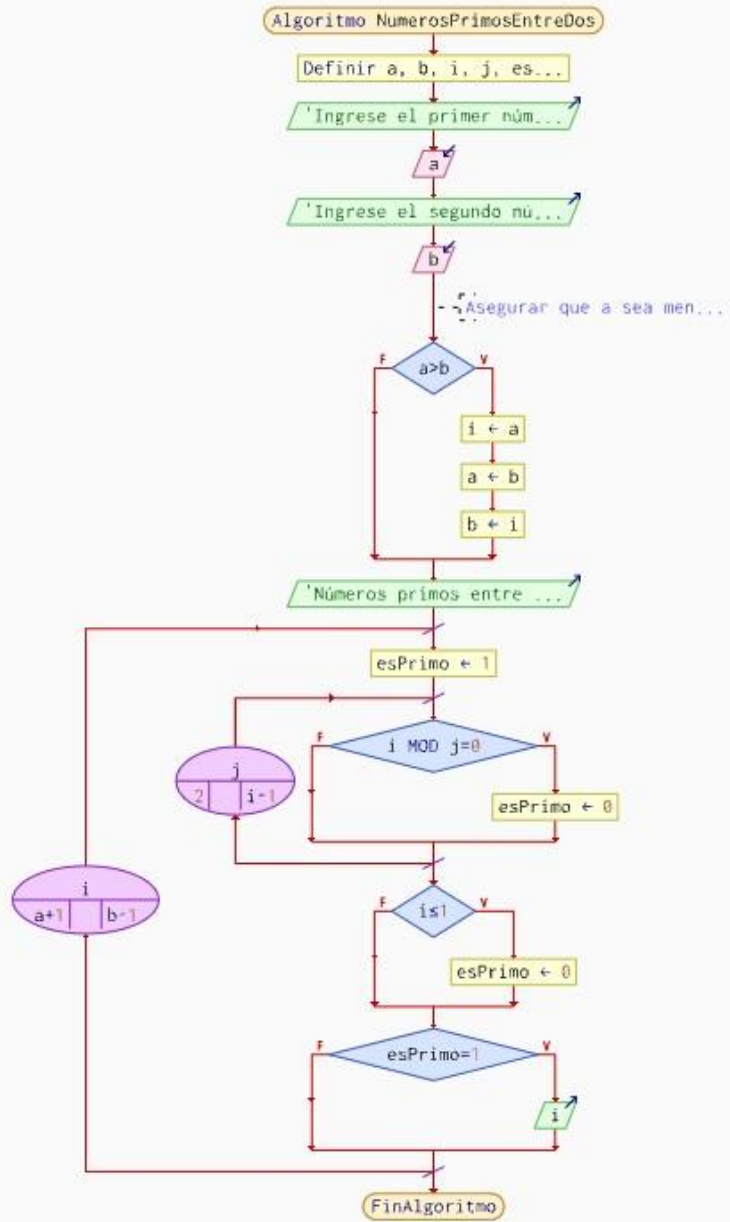 Algoritmo NumerosPrimosEntreDos
Definir a, b, i, j, es...
'Ingrese el primer núm...
a
'Ingrese el segundo nú...
b
Asegurar que a sea men...
F
a>b
V
i ← a
a ← b
b ← i
'Números primos entre ...
esPrimo ← 1
F
i MOD j=0
V
j
2
i-1
esPrimo ← 0
i
a+1
b-1
F
i≤1
V
esPrimo ← 0
F
esPrimo=1
V
i
FinAlgoritmo